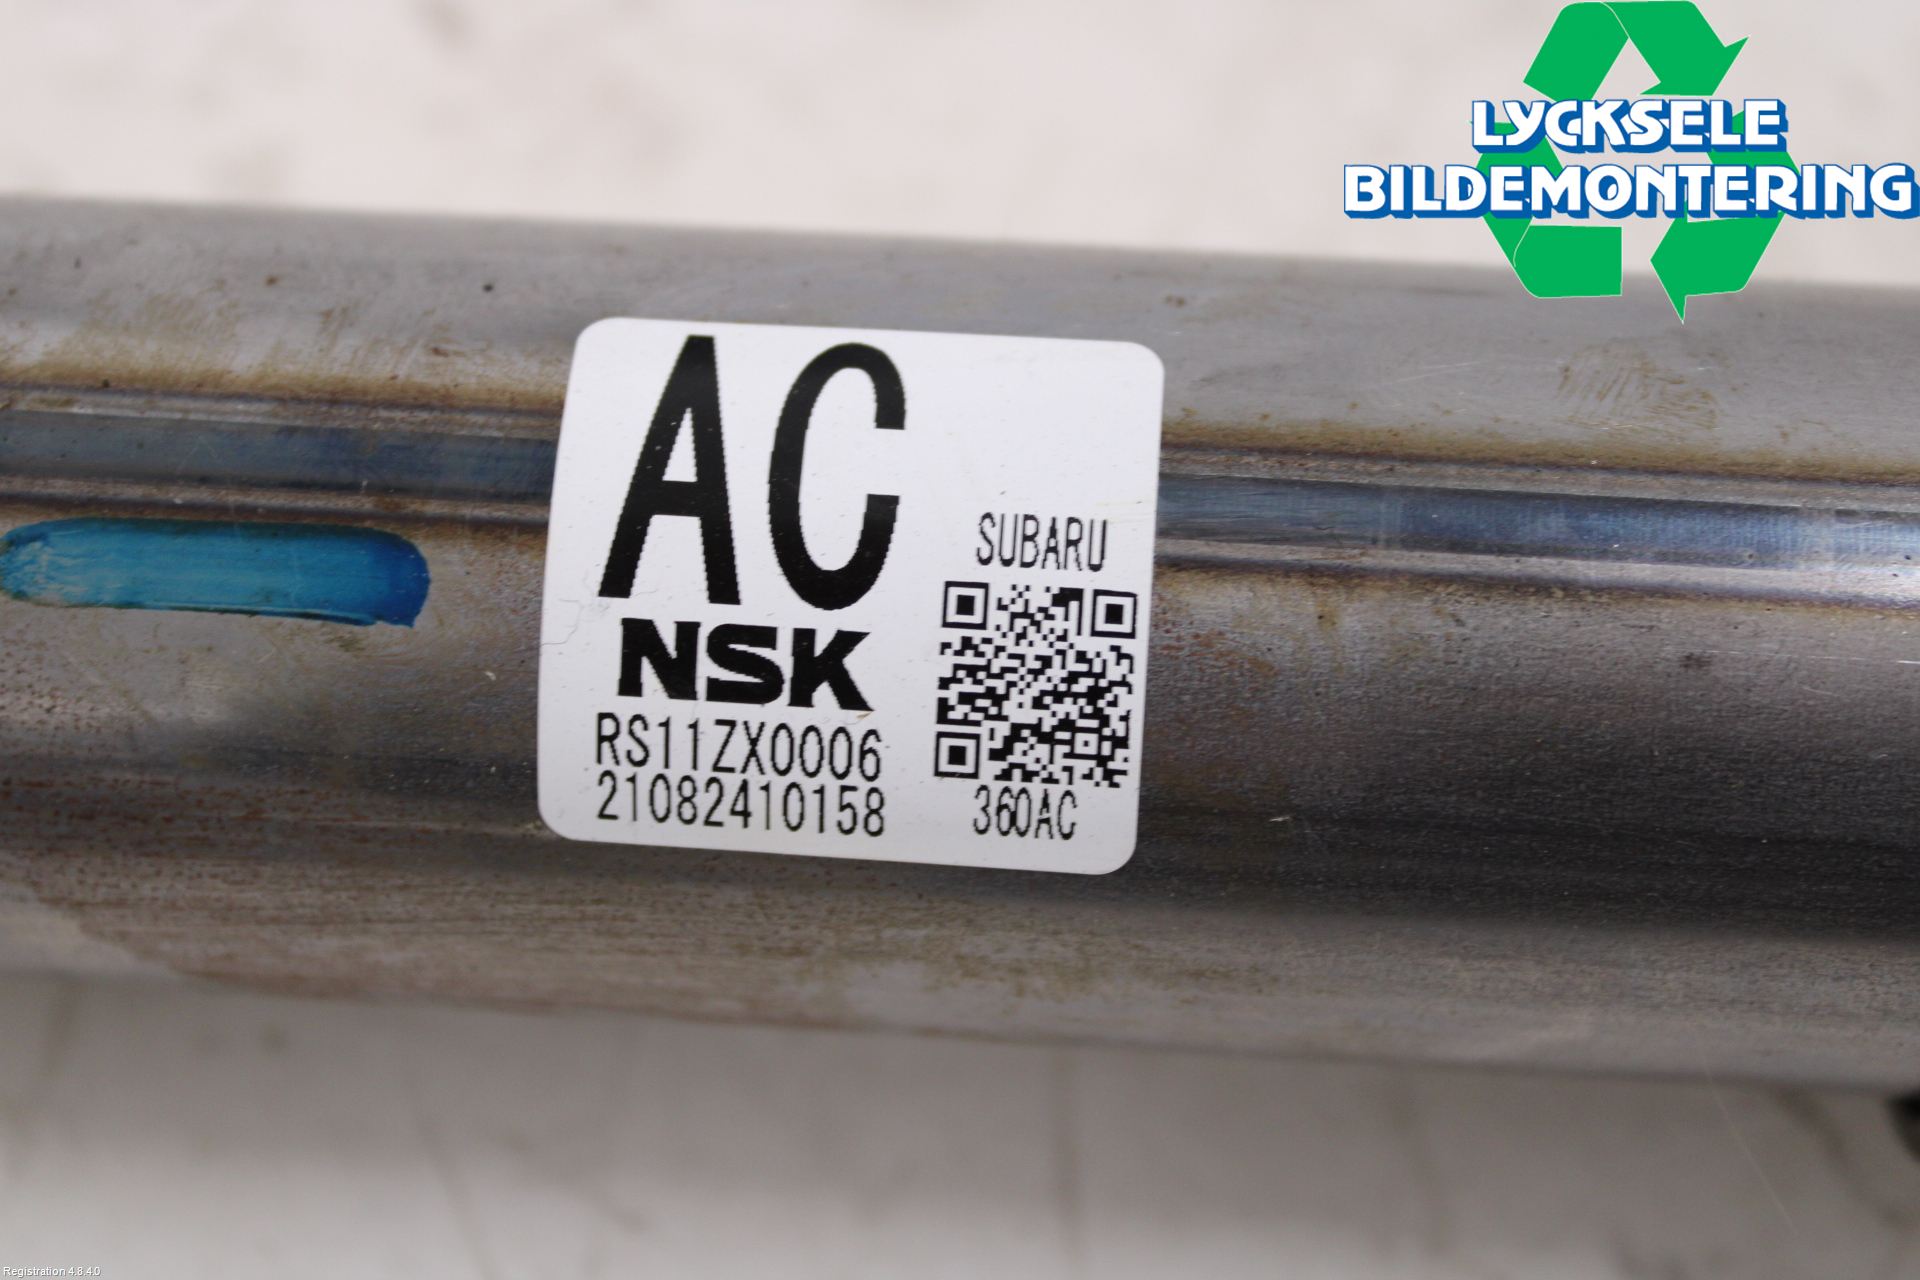 LYCKSELE
BILDEMONTERING
AC
SUBARU
NSK
RS11ZX0006
21082410158
360AC
Registration 4.8.4.0